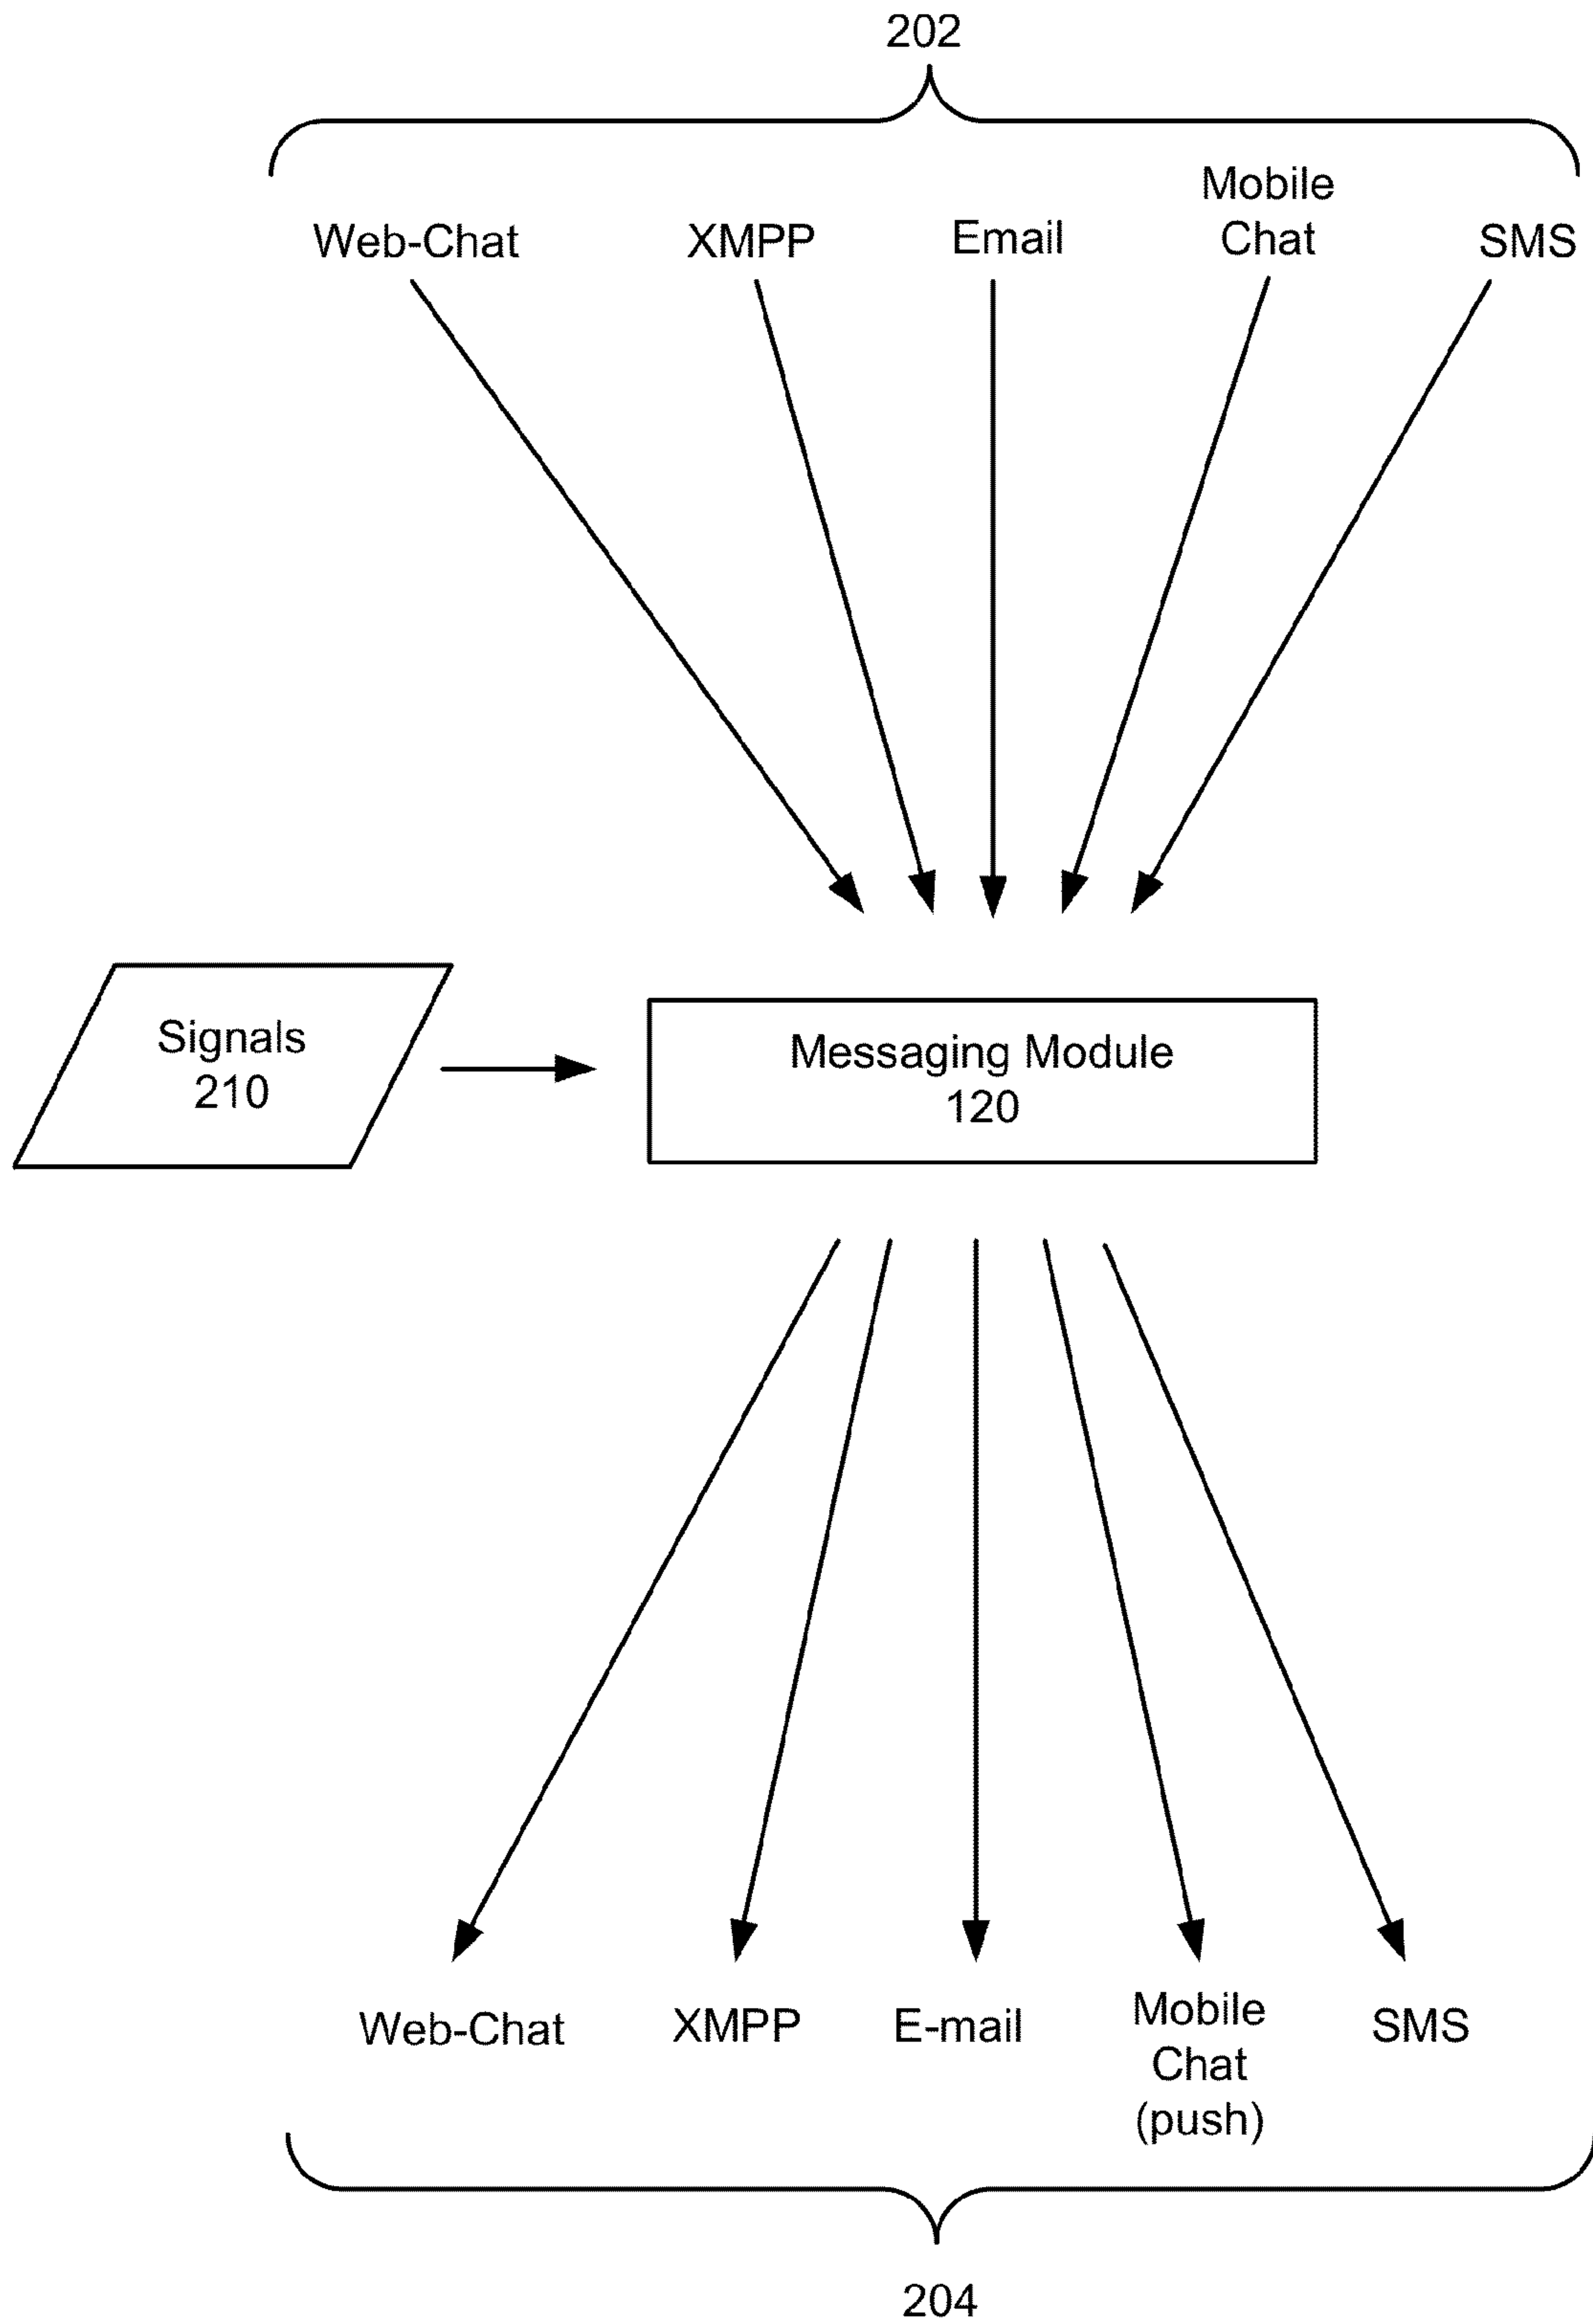 202
Web-Chat
XMPP
Email
Mobile
Chat
SMS
Signals
210
Messaging Module
120
Web-Chat
XMPP
E-mail
Mobile
Chat
(push)
SMS
204